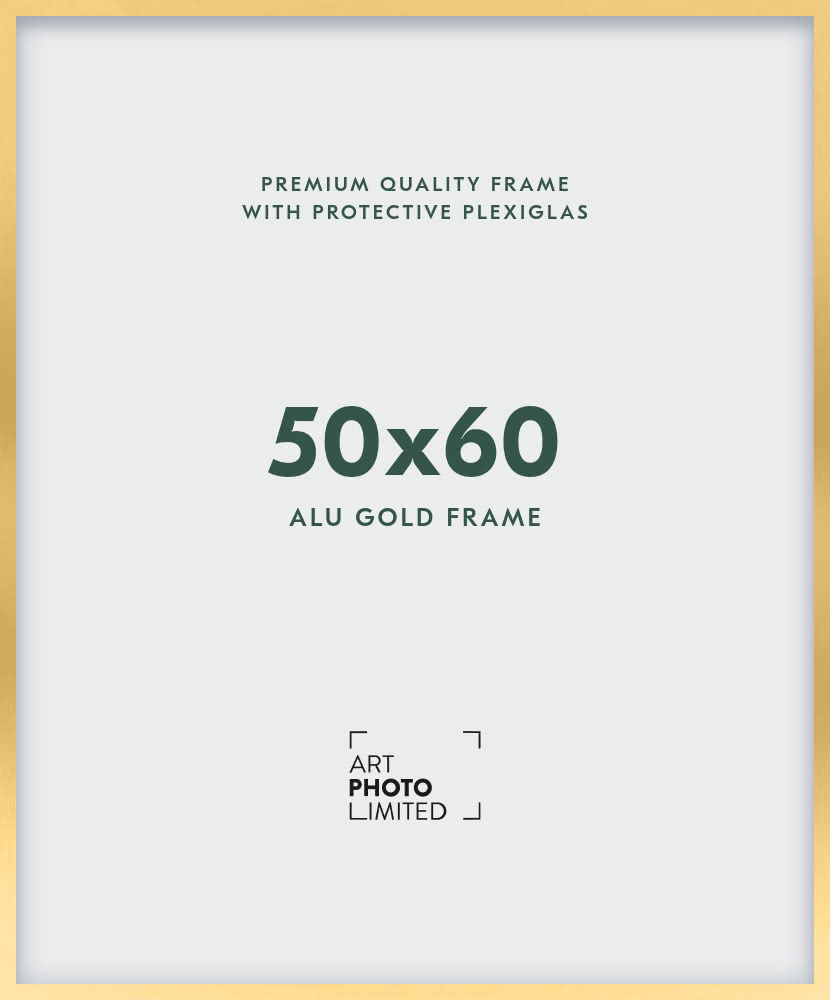 PREMIUM QUALITY FRAME
WITH PROTECTIVE PLEXIGLAS
50x60
ALU GOLD FRAME
ART
PHOTO
LIMITED